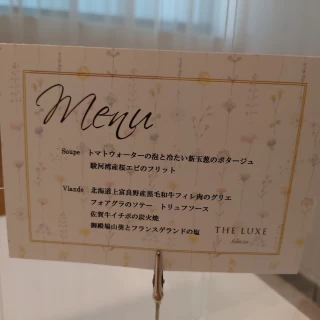 Menu
Soupe トマトウォーターの泡と冷たい新玉葱のポタージュ
駿河湾産桜エビのフリット
Viande 北海道上富良野産黒毛和牛フィレ肉のグリエ
フォアグラのソテー トリュフソース
佐賀牛イチボの炭火焼
御殿場山葵とフランスゲランドの塩
THE LUXE